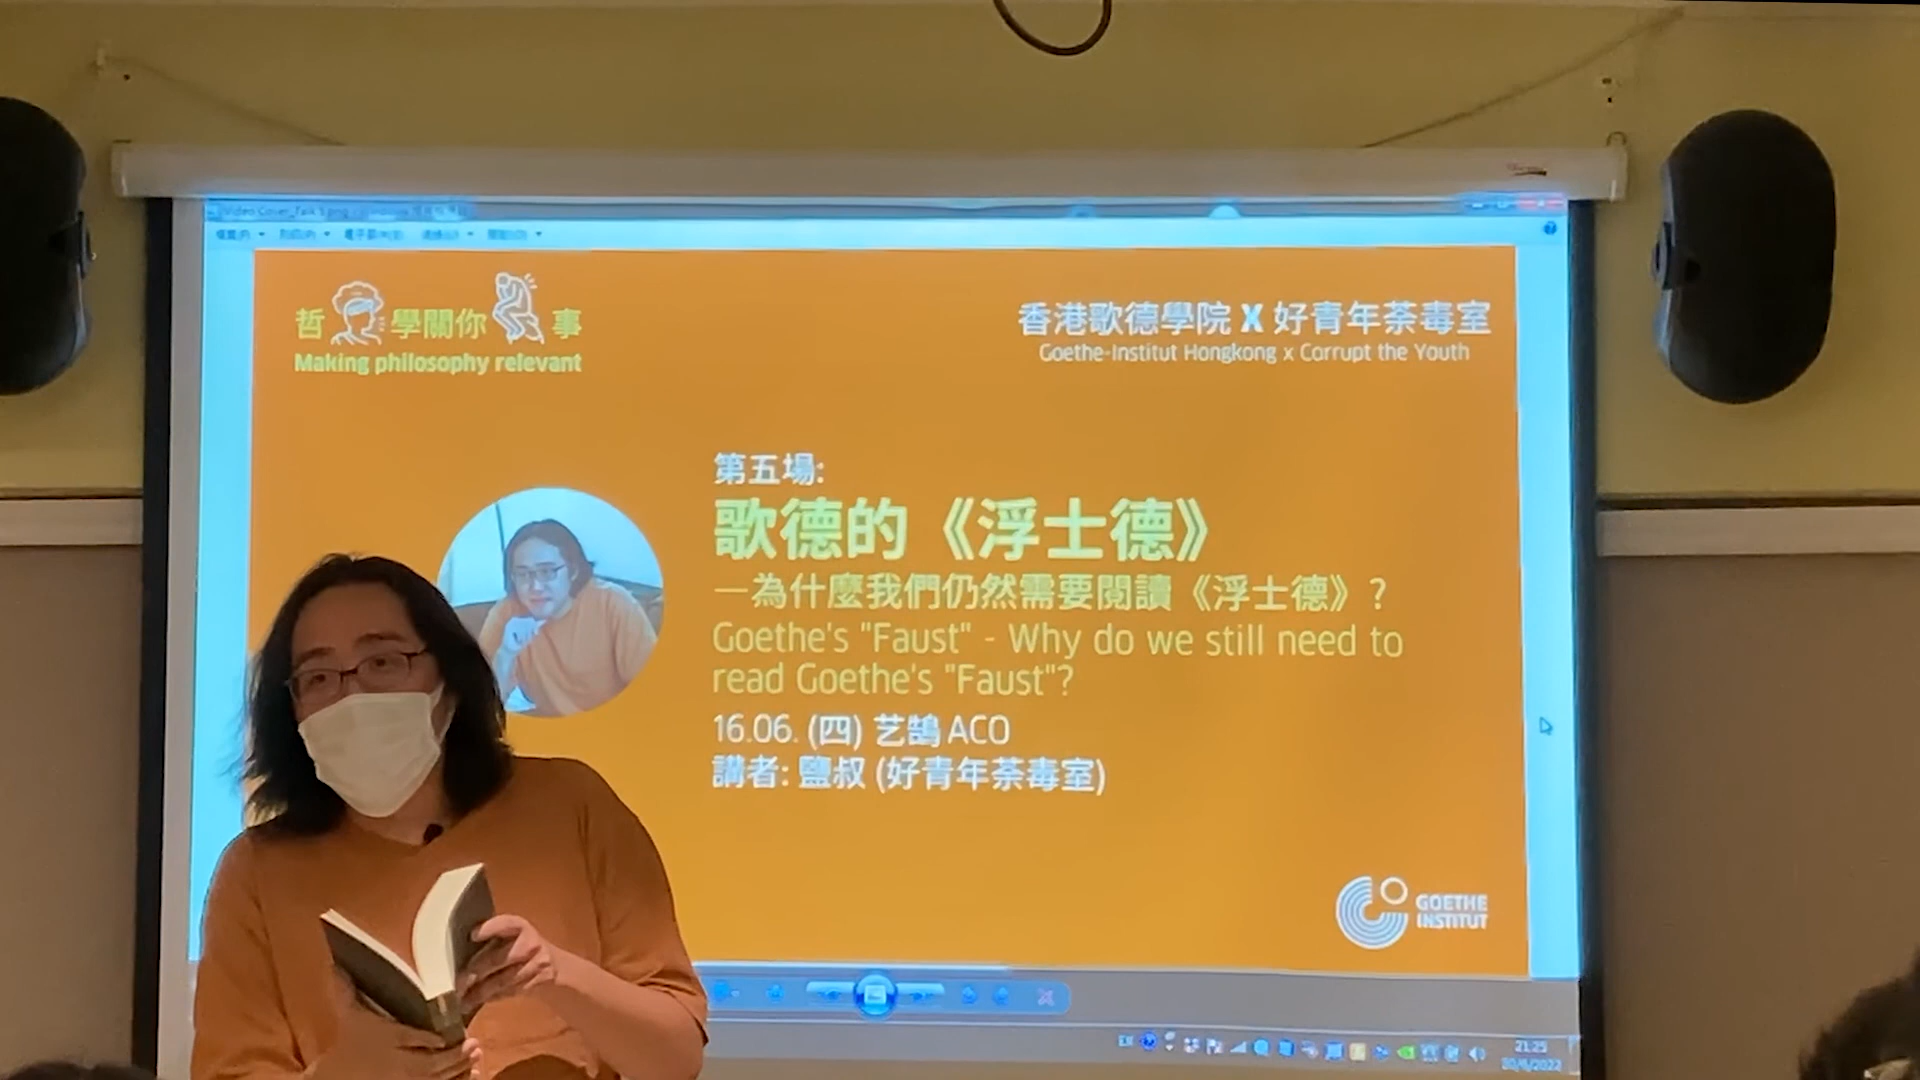 哲學關你事
Making philosophy relevant
香港歌德學院 X 好青年荼毒室
Goethe-Institut Hongkong x Corrupt the Youth
第五場:
歌德的《浮士德》
—為什麼我們仍然需要閱讀《浮士德》?
Goethe's "Faust" - Why do we still need to
read Goethe's "Faust"?
16.06. (四) 艺鵠 ACO
講者: 鹽叔 (好青年荼毒室)
GOETHE
INSTITUT
21:25